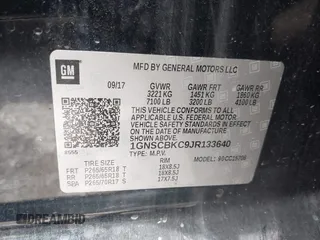 GM
MFD BY GENERAL MOTORS LLC
09/17 GVWR GAWR FRT GAWR RR
3221 KG 1451 KG 1860 KG
7100 LB 3200 LB 4100 LB
THIS VEHICLE CONFORMS TO ALL APPLICABLE
U.S. FEDERAL MOTOR VEHICLE SAFETY STANDARDS
IN EFFECT ON THE DATE OF
MANUFACTURE SHOWN ABOVE.
1GNSCBKC9JR133640
TYPE: M.P.V. MODEL:
TIRE SIZE RIM
FRT P265/65R18 T 18X8.5J
RR P265/65R18 T 18X8.5J
SPA P265/70R17 S 17X7.5J
DREAMBID